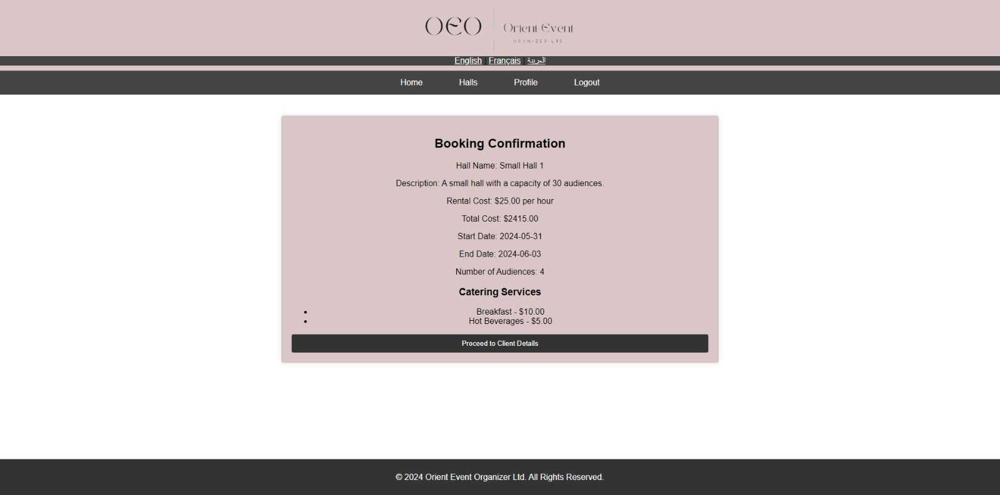 OEO
Orient Event
ORGNIZER LTD
English | Français | العربية
Home Halls Profile Logout
Booking Confirmation
Hall Name: Small Hall 1
Description: A small hall with a capacity of 30 audiences.
Rental Cost: $25.00 per hour
Total Cost: $2415.00
Start Date: 2024-05-31
End Date: 2024-06-03
Number of Audiences: 4
Catering Services
• Breakfast - $10.00
• Hot Beverages - $5.00
Proceed to Client Details
© 2024 Orient Event Organizer Ltd. All Rights Reserved.